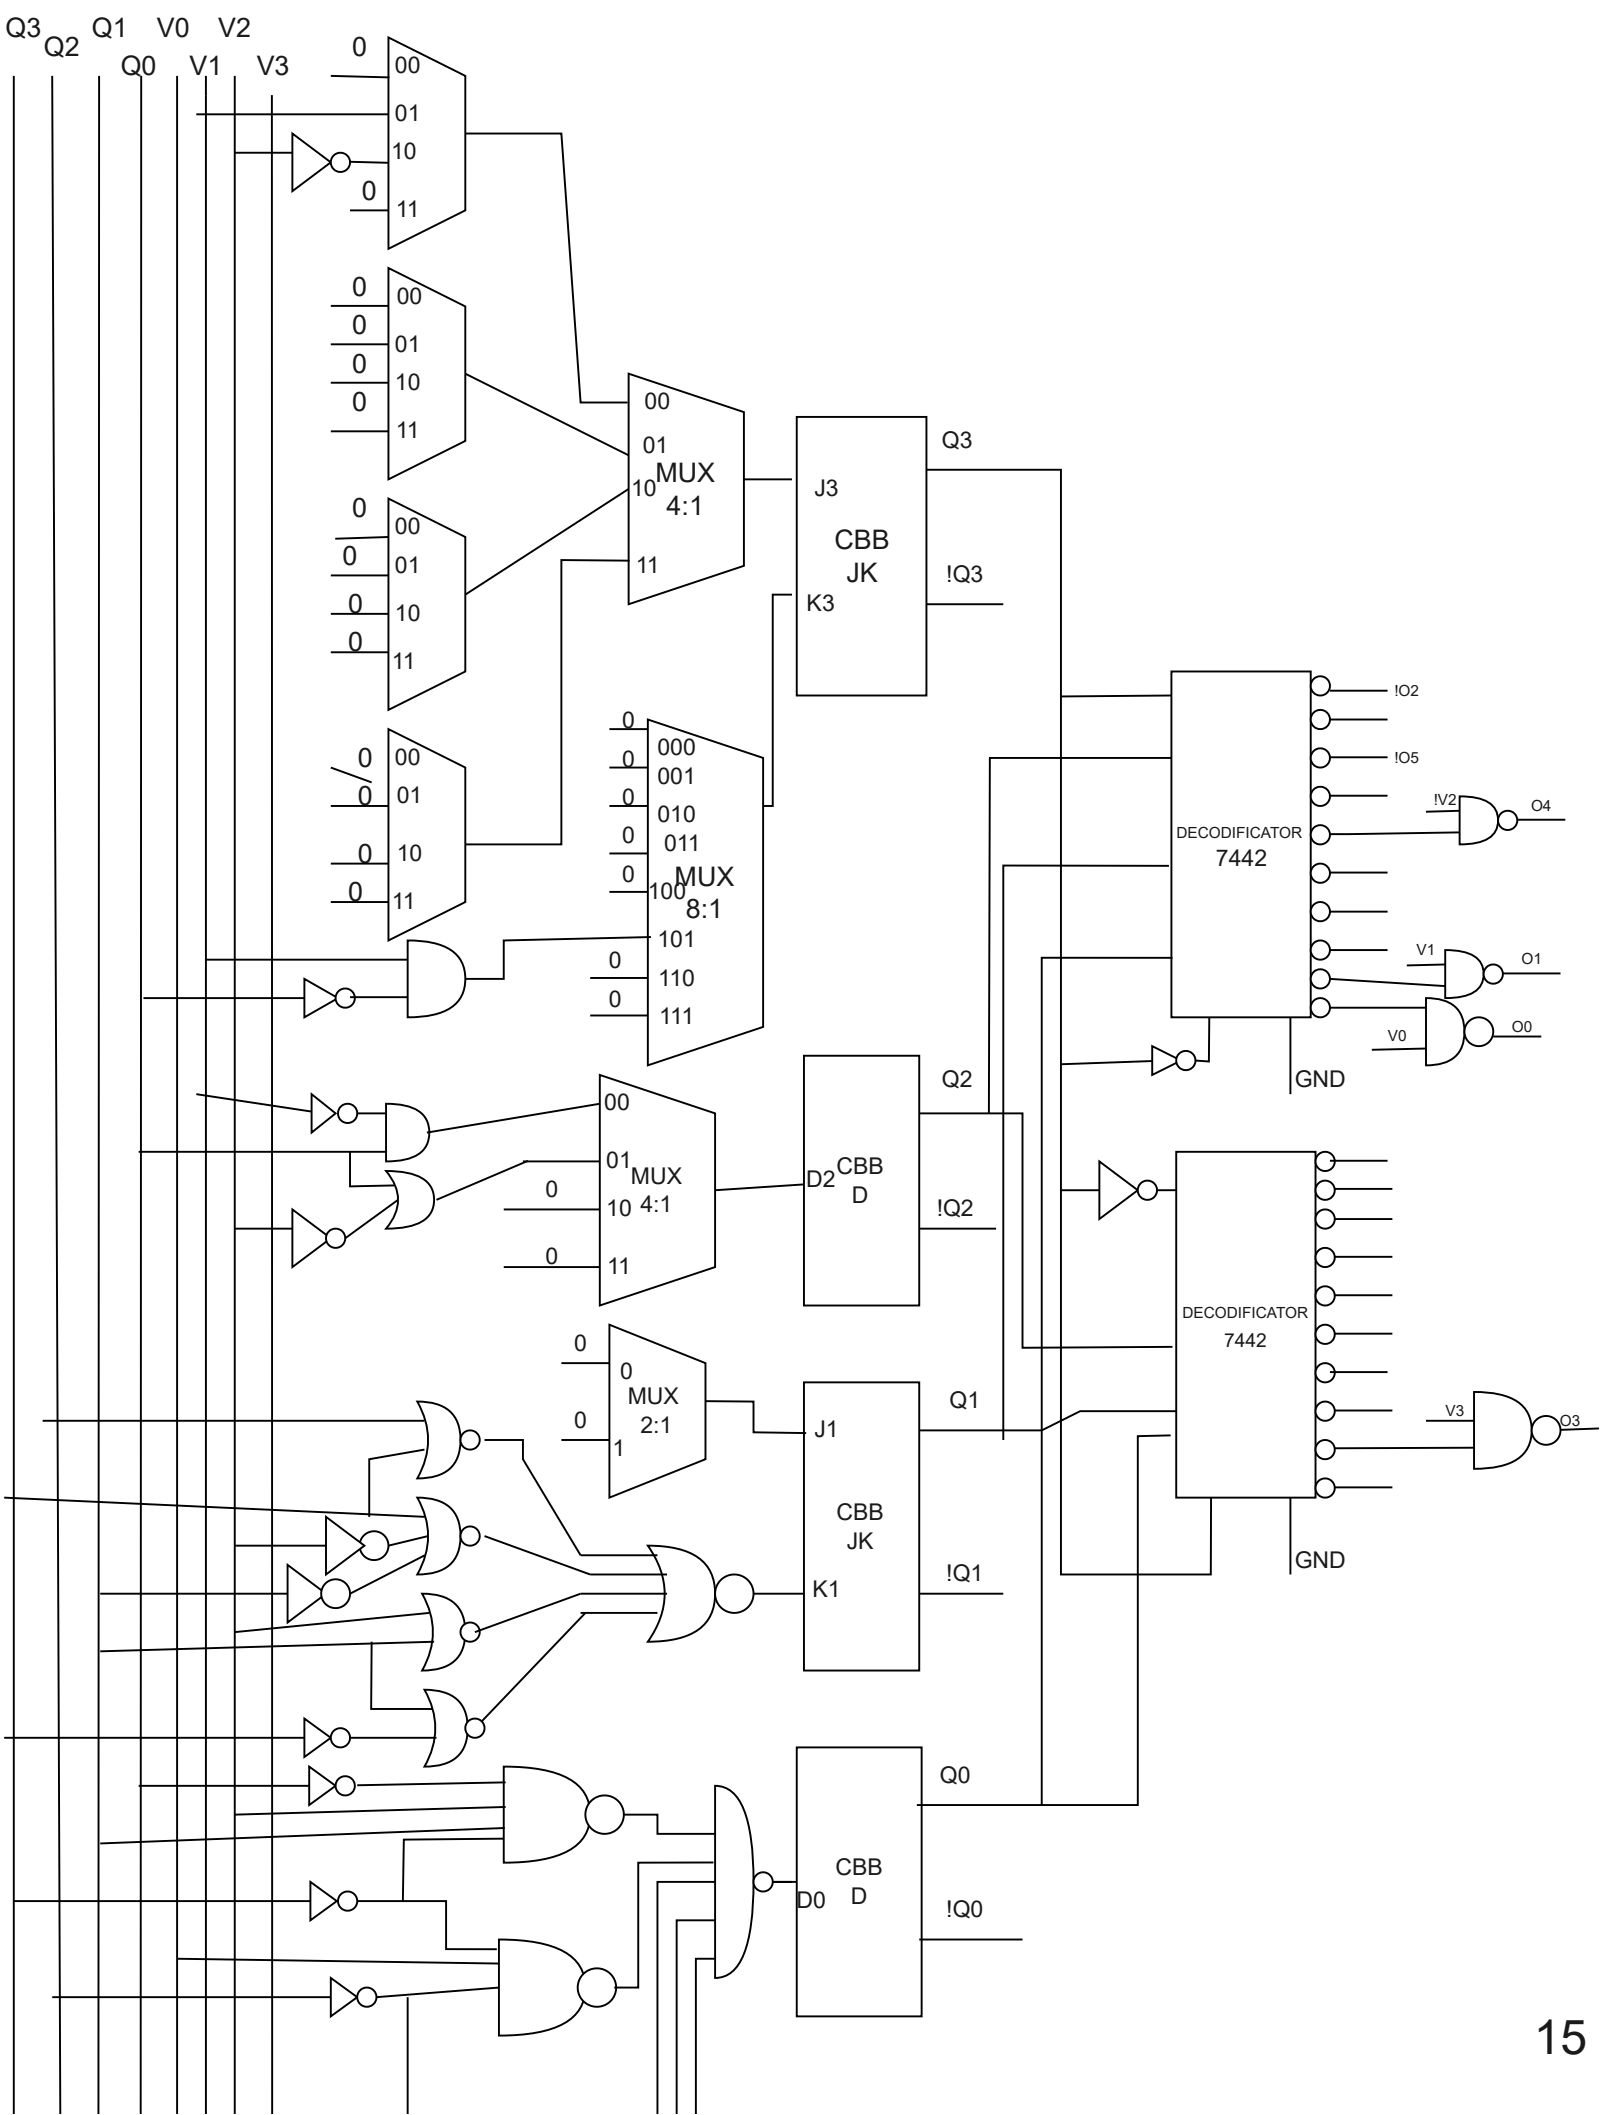 Q3 Q1 V0 V2
Q2
Q0 V1 V3
0
00
01
10
0
11
0
00
0
01
0
10
0
11
0
00
0
01
0
10
0
11
0
00
0
01
0
10
0
11
00
01
MUX
10
4:1
11
J3
CBB
JK
K3
Q3
!Q3
0
000
0
001
0
010
0
011
0
MUX
100
8:1
101
0
110
0
111
00
01
MUX
0
10 4:1
0
11
D2 CBB
D
Q2
!Q2
0
0
MUX
0
2:1
1
J1
CBB
JK
K1
Q1
!Q1
CBB
D0 D
Q0
!Q0
DECODIFICATOR
7442
!O2
!O5
!V2 O4
V1 O1
V0 O0
GND
DECODIFICATOR
7442
V3 O3
GND
15